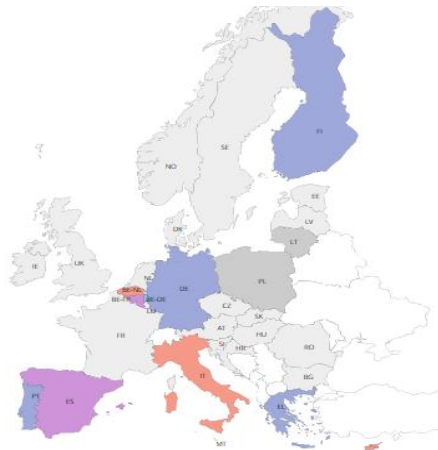 FI
SE
NO
EE
LV
DK
LT
IE
UK
NL
BE-NL
DE
PL
BE-FR
BE-DE
LU
CZ
SK
FR
AT
HU
SI
HR
RO
IT
BG
PT
ES
EL
MT